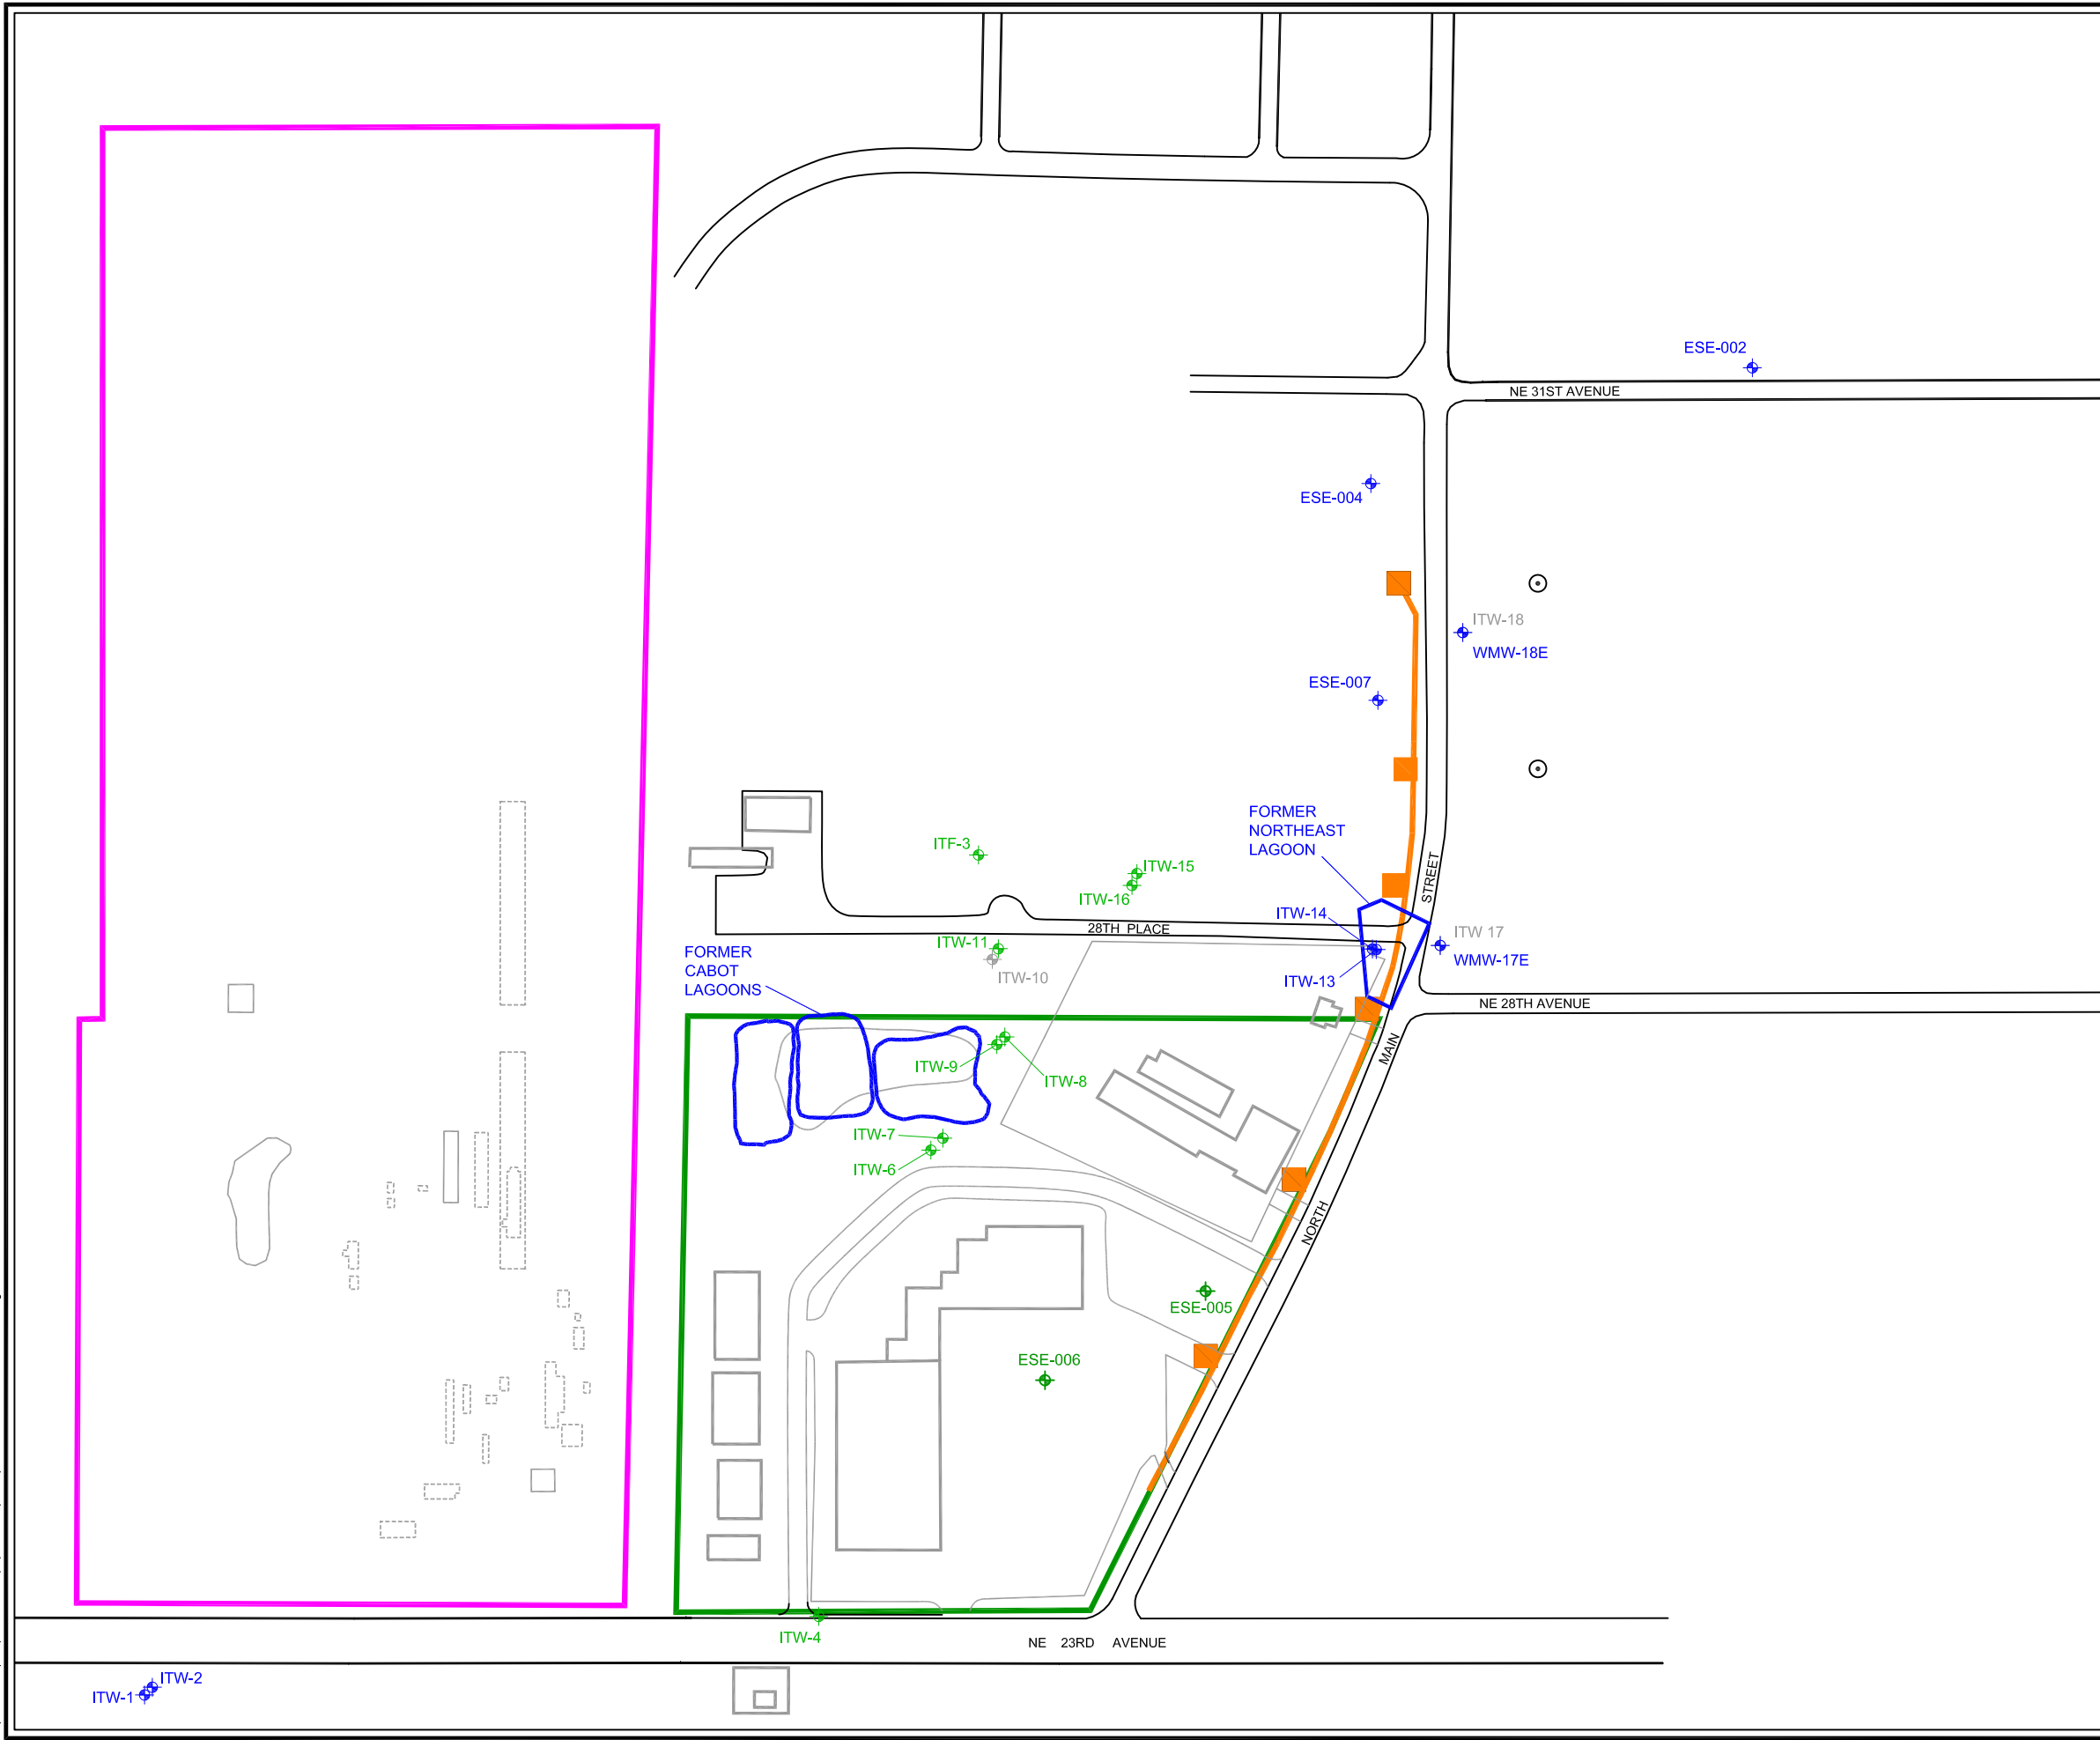 ESE-002
NE 31ST AVENUE
ESE-004
ITW-18
WMW-18E
ESE-007
FORMER
NORTHEAST
LAGOON
ITF-3
ITW-15
ITW-16
STREET
ITW-14
28TH PLACE
ITW 17
ITW-11
FORMER
CABOT
LAGOONS
WMW-17E
ITW-10
ITW-13
NE 28TH AVENUE
MAIN
ITW-9
ITW-8
ITW-7
ITW-6
NORTH
ESE-005
ESE-006
ITW-4
NE 23RD AVENUE
ITW-2
ITW-1